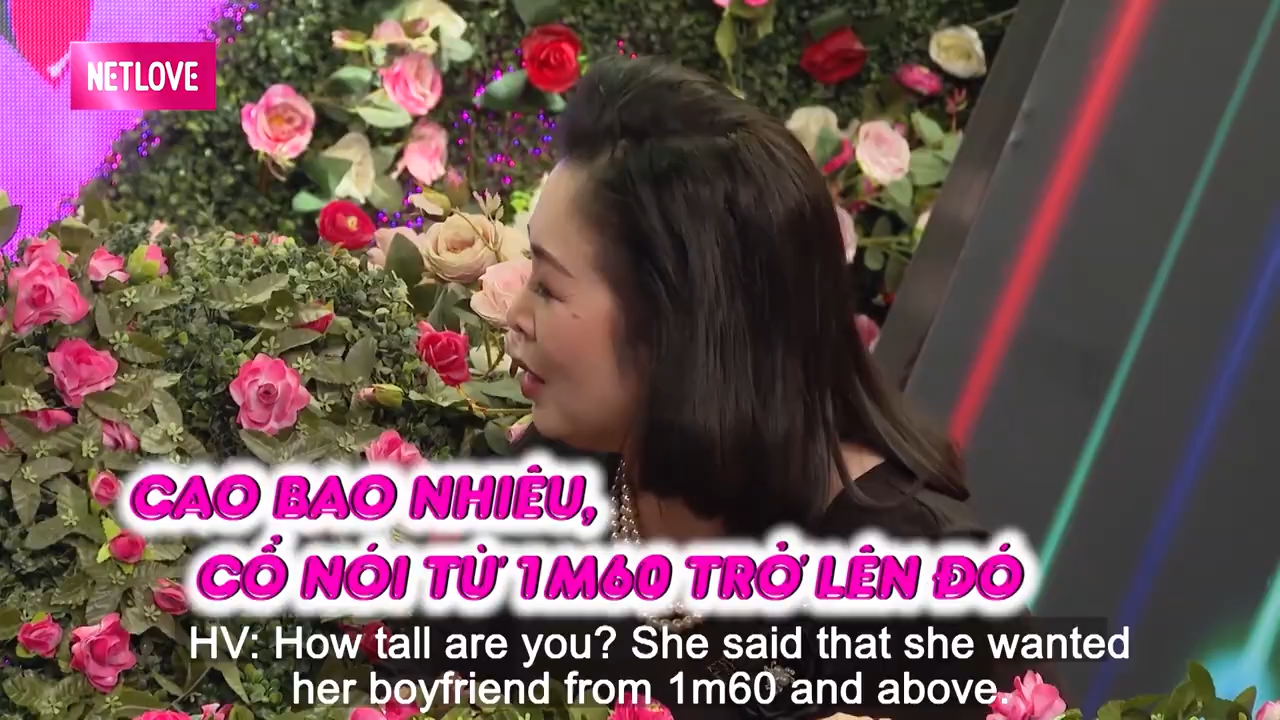 NETLOVE
CAO BAO NHIÊU,
CỔ NÓI TỪ 1M60 TRỞ LÊN ĐÓ
HV: How tall are you? She said that she wanted
her boyfriend from 1m60 and above.